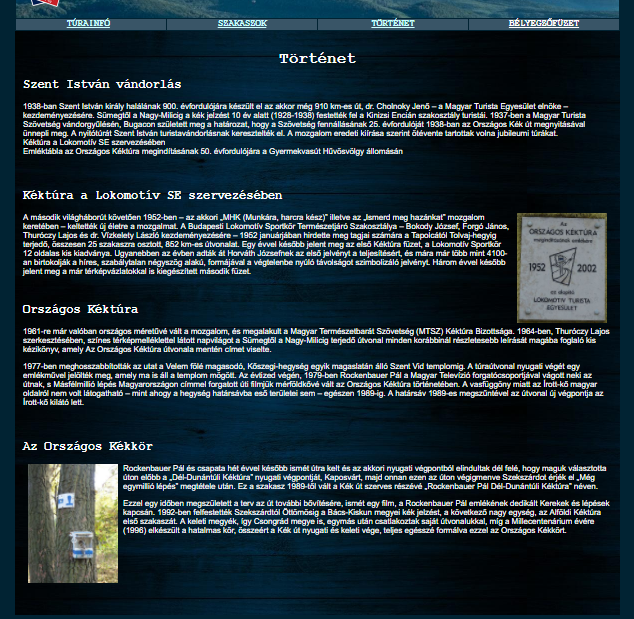 TÚRAINFÓ
SZAKASZOK
TÖRTÉNET
BÉLYEGZŐFÜZET
Történet
Szent István vándorlás
1938-ban Szent István király halálának 900. évfordulójára készült el az akkor még 910 km-es út, dr. Cholnoky Jenő – a Magyar Turista Egyesület elnöke –
kezdeményezésére. Sümegtől a Nagy-Milicig a kék jelzést 10 év alatt (1928-1938) festették fel a Kinizsi Encián szakosztály turistái. 1937-ben a Magyar Turista
Szövetség vándorgyűlésén, Bugacon született meg a határozat, hogy a Szövetség fennállásának 25. évfordulóját 1938-ban az Országos Kék út megnyitásával
ünnepli meg. A nyitótúrát Szent István turistavándorlásnak keresztelték el. A mozgalom eredeti kiírása szerint ötévente tartottak volna jubileumi túrákat.
Kéktúra a Lokomotív SE szervezésében
Emléktábla az Országos Kéktúra megindításának 50. évfordulójára a Gyermekvasút Hűvösvölgy állomásán
Kéktúra a Lokomotív SE szervezésében
A második világháborút követően 1952-ben – az akkori „MHK (Munkára, harcra kész)” illetve az „Ismerd meg hazánkat” mozgalom
keretében – keltették új életre a mozgalmat. A Budapesti Lokomotív Sportkör Természetjáró Szakosztálya – Bokody József, Forgó János,
Thuróczy Lajos és dr. Vízkelety László kezdeményezésére – 1952 januárjában hirdette meg tagjai számára a Tapolcától Tolvaj-hegyig
terjedő, összesen 25 szakaszra osztott, 852 km-es útvonalat. Egy évvel később jelent meg az első Kéktúra füzet, a Lokomotív Sportkör
12 oldalas kis kiadványa. Ugyanebben az évben adták át Horváth Józsefnek az első jelvényt a teljesítésért, és mára már több mint 4100-
an birtokolják a híres, szabálytalan négyszög alakú, formájával a végtelenbe nyúló távolságot szimbolizáló jelvényt. Három évvel később
jelent meg a már térképvázlatokkal is kiegészített második füzet.
Az
ORSZÁGOS KÉKTÚRA
megindításának emlékére
1952
2002
az alapító
LOKOMOTÍV TURISTA
EGYESÜLET
Országos Kéktúra
1961-re már valóban országos méretűvé vált a mozgalom, és megalakult a Magyar Természetbarát Szövetség (MTSZ) Kéktúra Bizottsága. 1964-ben, Thuróczy Lajos
szerkesztésében, színes térképmelléklettel látott napvilágot a Sümegtől a Nagy-Milicig terjedő útvonal minden korábbinál részletesebb leírását magába foglaló kis
kézikönyv, amely Az Országos Kéktúra útvonala mentén címet viselte.
1977-ben meghosszabbították az utat a Velem fölé magasodó, Kőszegi-hegység egyik magaslatán álló Szent Vid templomig. A túraútvonal nyugati végét egy
emlékművel jelölték meg, amely ma is áll a templom mögött. Az évtized végén, 1979-ben Rockenbauer Pál a Magyar Televízió forgatócsoportjával vágott neki az
útnak, s Másfélmillió lépés Magyarországon címmel forgatott úti filmjük mérföldkővé vált az Országos Kéktúra történetében. A vasfüggöny miatt az Írott-kő magyar
oldalról nem volt látogatható – mint ahogy a hegység határsávba eső területei sem – egészen 1989-ig. A határsáv 1989-es megszűntével az útvonal új végpontja az
Írott-kő kilátó lett.
Az Országos Kékkör
Rockenbauer Pál és csapata hét évvel később ismét útra kelt és az akkori nyugati végpontból elindultak dél felé, hogy maguk választotta
úton előbb a „Dél-Dunántúli Kéktúra” nyugati végpontját, Kaposvárt, majd onnan ezen az úton végigmenve Szekszárdot érjék el „Még
egymillió lépés” megtétele után. Ez a szakasz 1989-től vált a Kék út szerves részévé „Rockenbauer Pál Dél-Dunántúli Kéktúra” néven.
Ezzel egy időben megszületett a terv az út további bővítésére, ismét egy film, a Rockenbauer Pál emlékének dedikált Kerekek és lépések
kapcsán. 1992-ben felfestették Szekszárdtól Öttömösig a Bács-Kiskun megyei kék jelzést, a következő nagy egység, az Alföldi Kéktúra
első szakaszát. A keleti megyék, így Csongrád megye is, egymás után csatlakoztak saját útvonalukkal, míg a Millecentenárium évére
(1996) elkészült a hatalmas kör, összeért a Kék út nyugati és keleti vége, teljes egésszé formálva ezzel az Országos Kékkört.